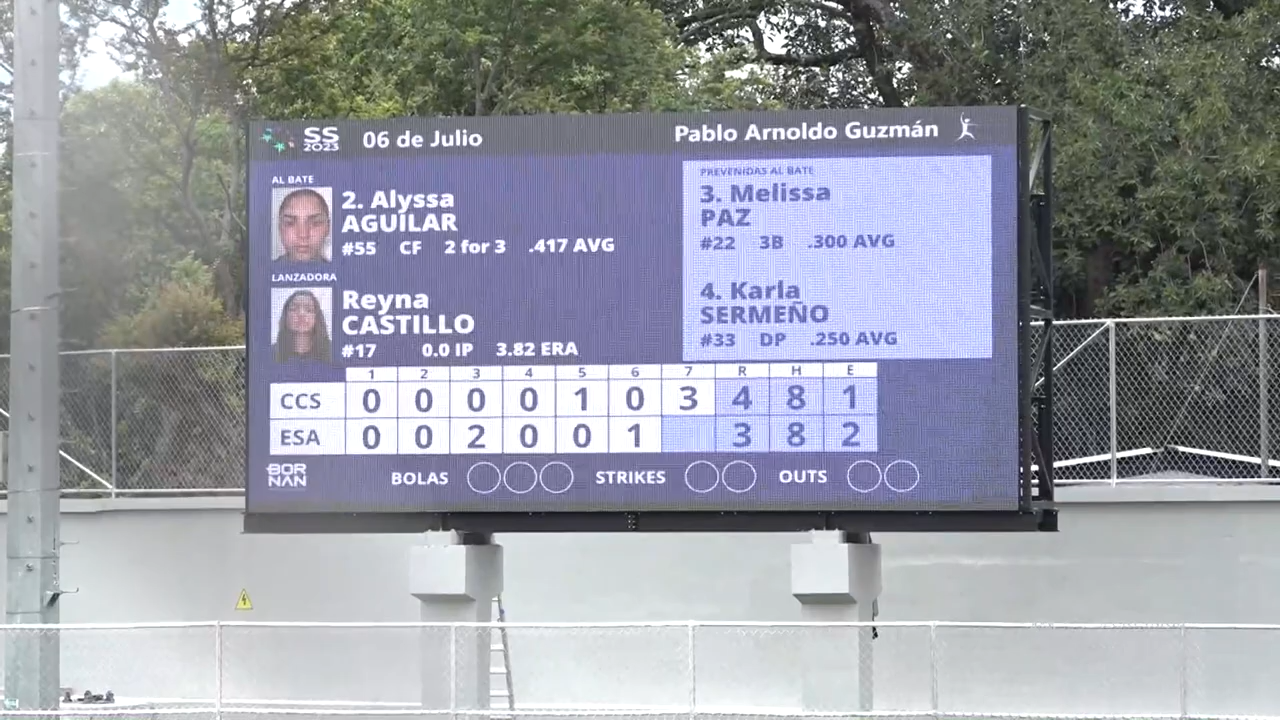 SS
2023
06 de Julio
Pablo Arnoldo Guzmán
AL BATE
2. Alyssa
AGUILAR
#55 CF 2 for 3 .417 AVG
LANZADORA
Reyna
CASTILLO
#17 0.0 IP 3.82 ERA
PREVENIDAS AL BATE
3. Melissa
PAZ
#22 3B .300 AVG
4. Karla
SERMEÑO
#33 DP .250 AVG
1 2 3 4 5 6 7 R H E
CCS 0 0 0 0 1 0 3 4 8 1
ESA 0 0 2 0 0 1 3 8 2
BOR
NAN
BOLAS STRIKES OUTS